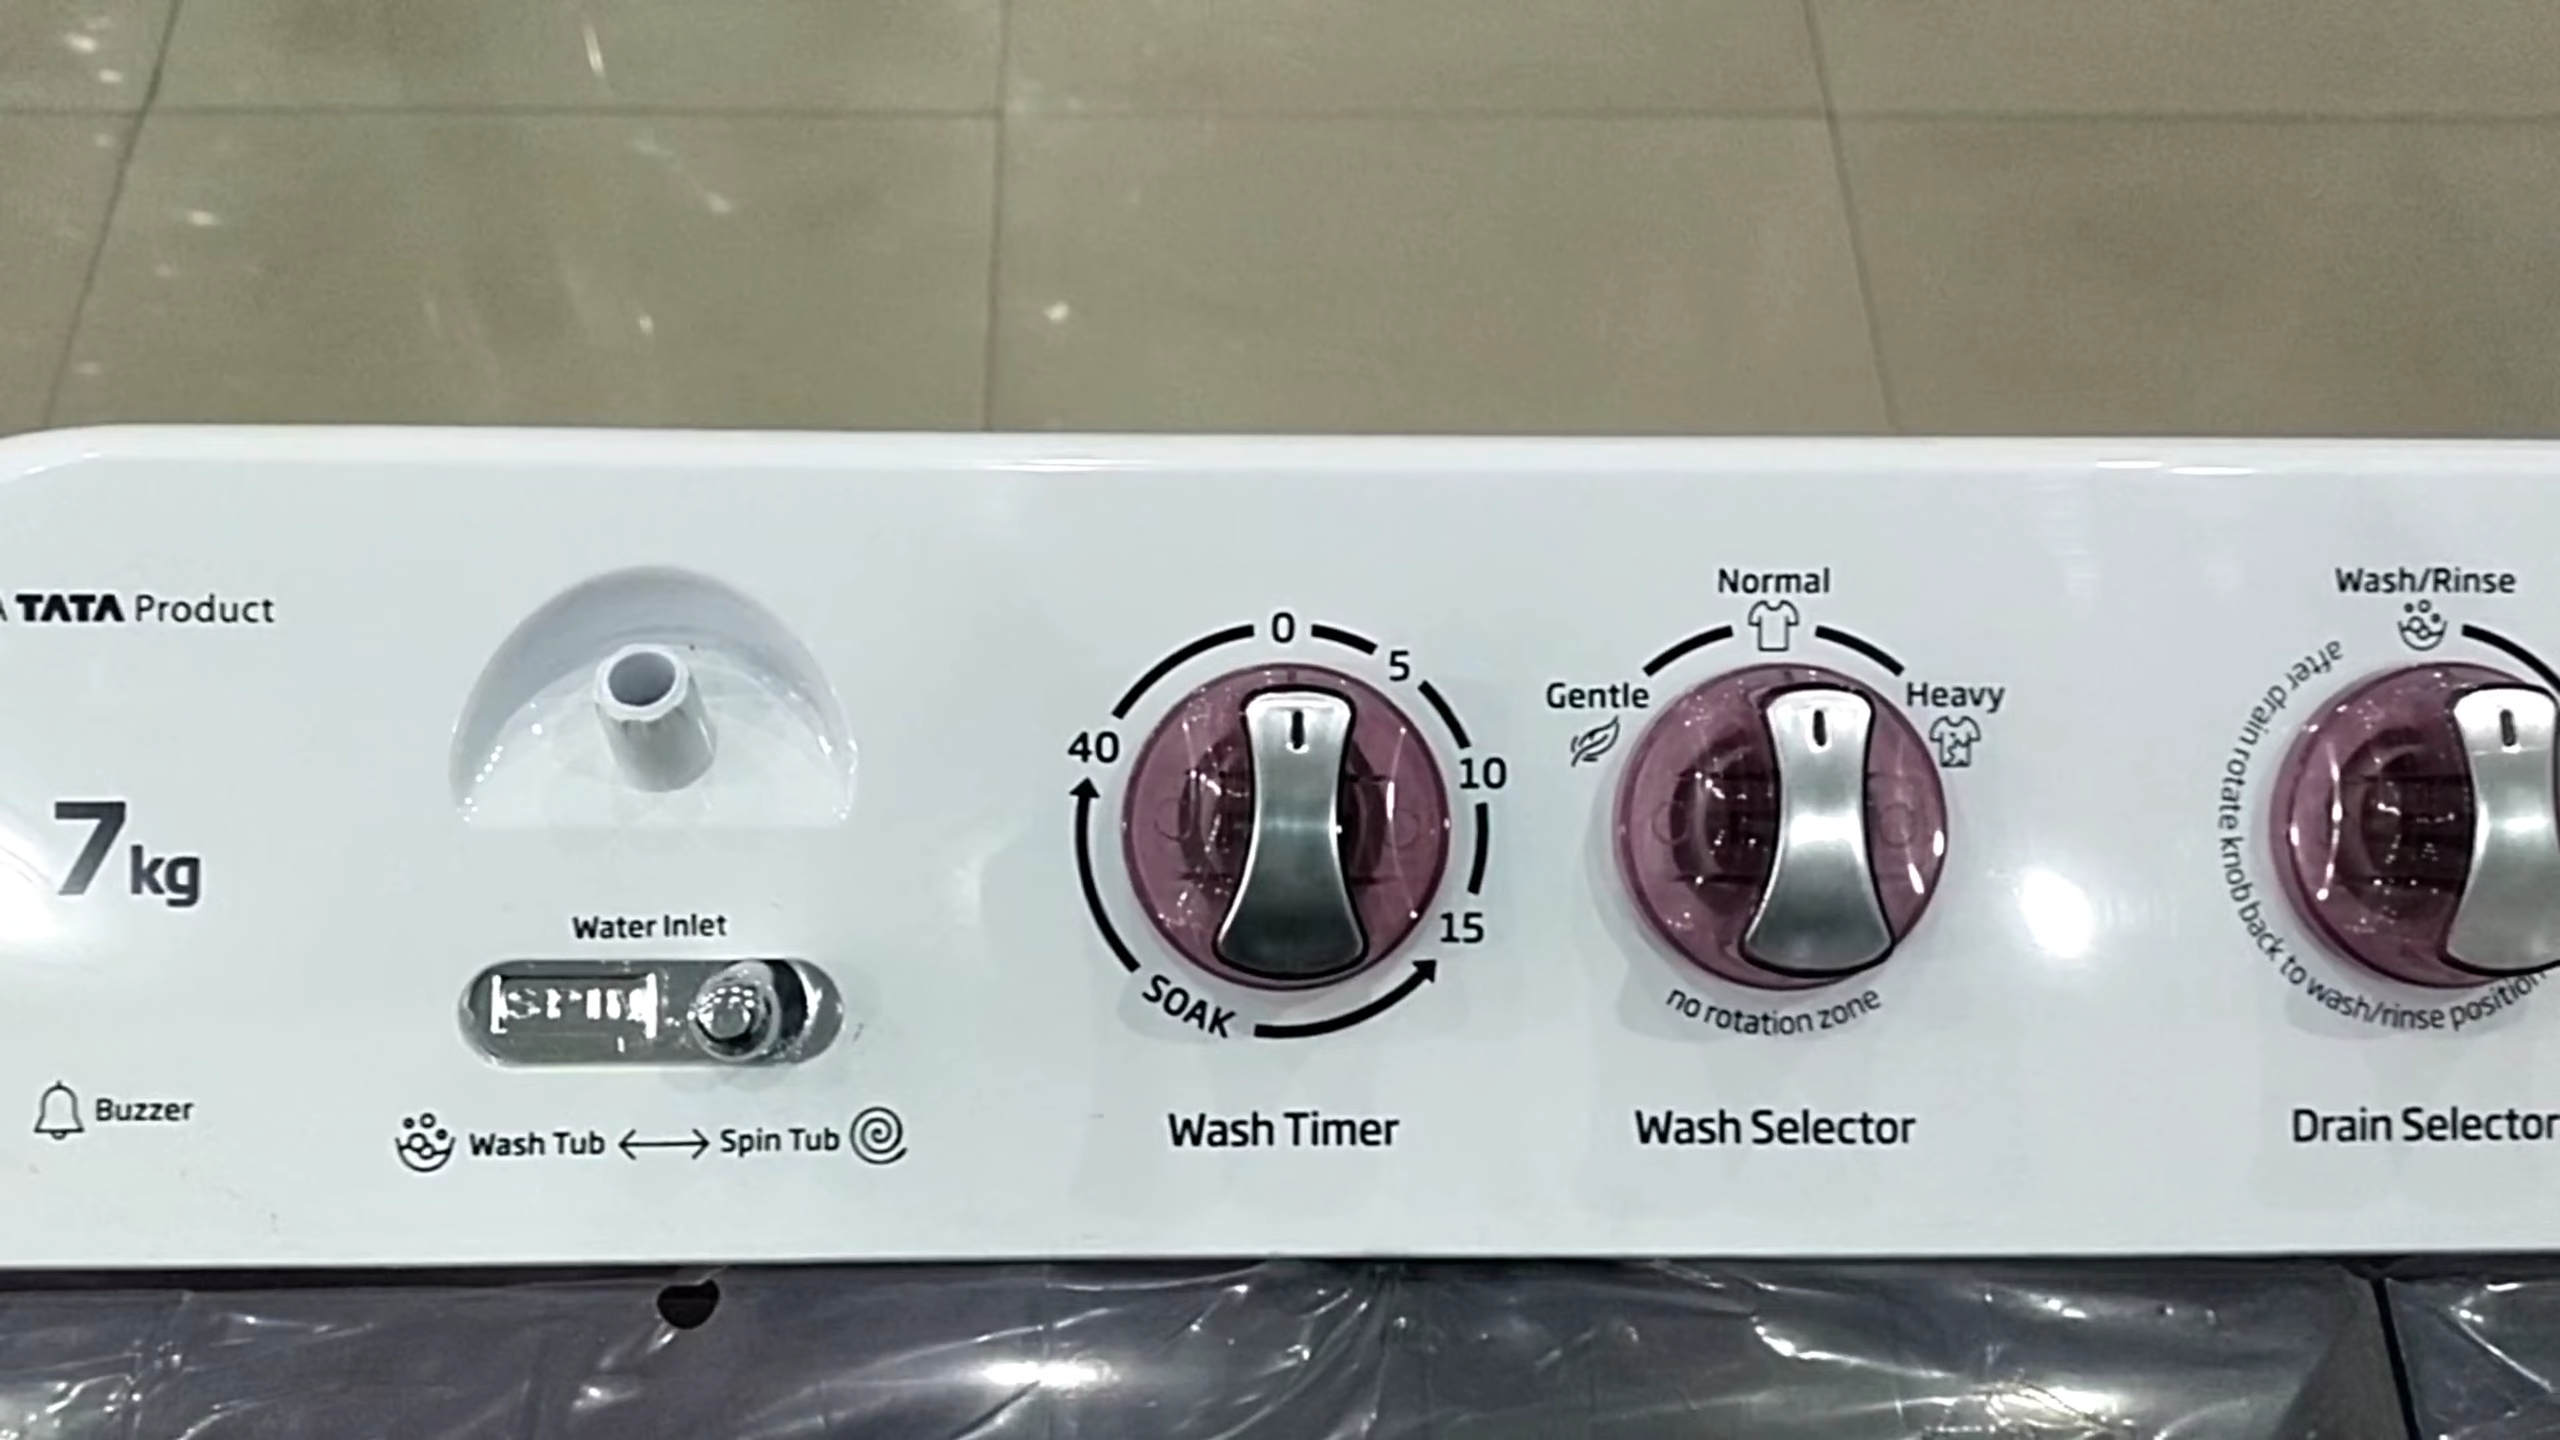 A TATA Product
7kg
Buzzer
Water Inlet
Wash Tub
Spin Tub
0
5
10
15
SOAK
40
Wash Timer
Normal
Gentle
Heavy
no rotation zone
Wash Selector
Wash/Rinse
after drain rotate knob back to wash/rinse position
Drain Selector